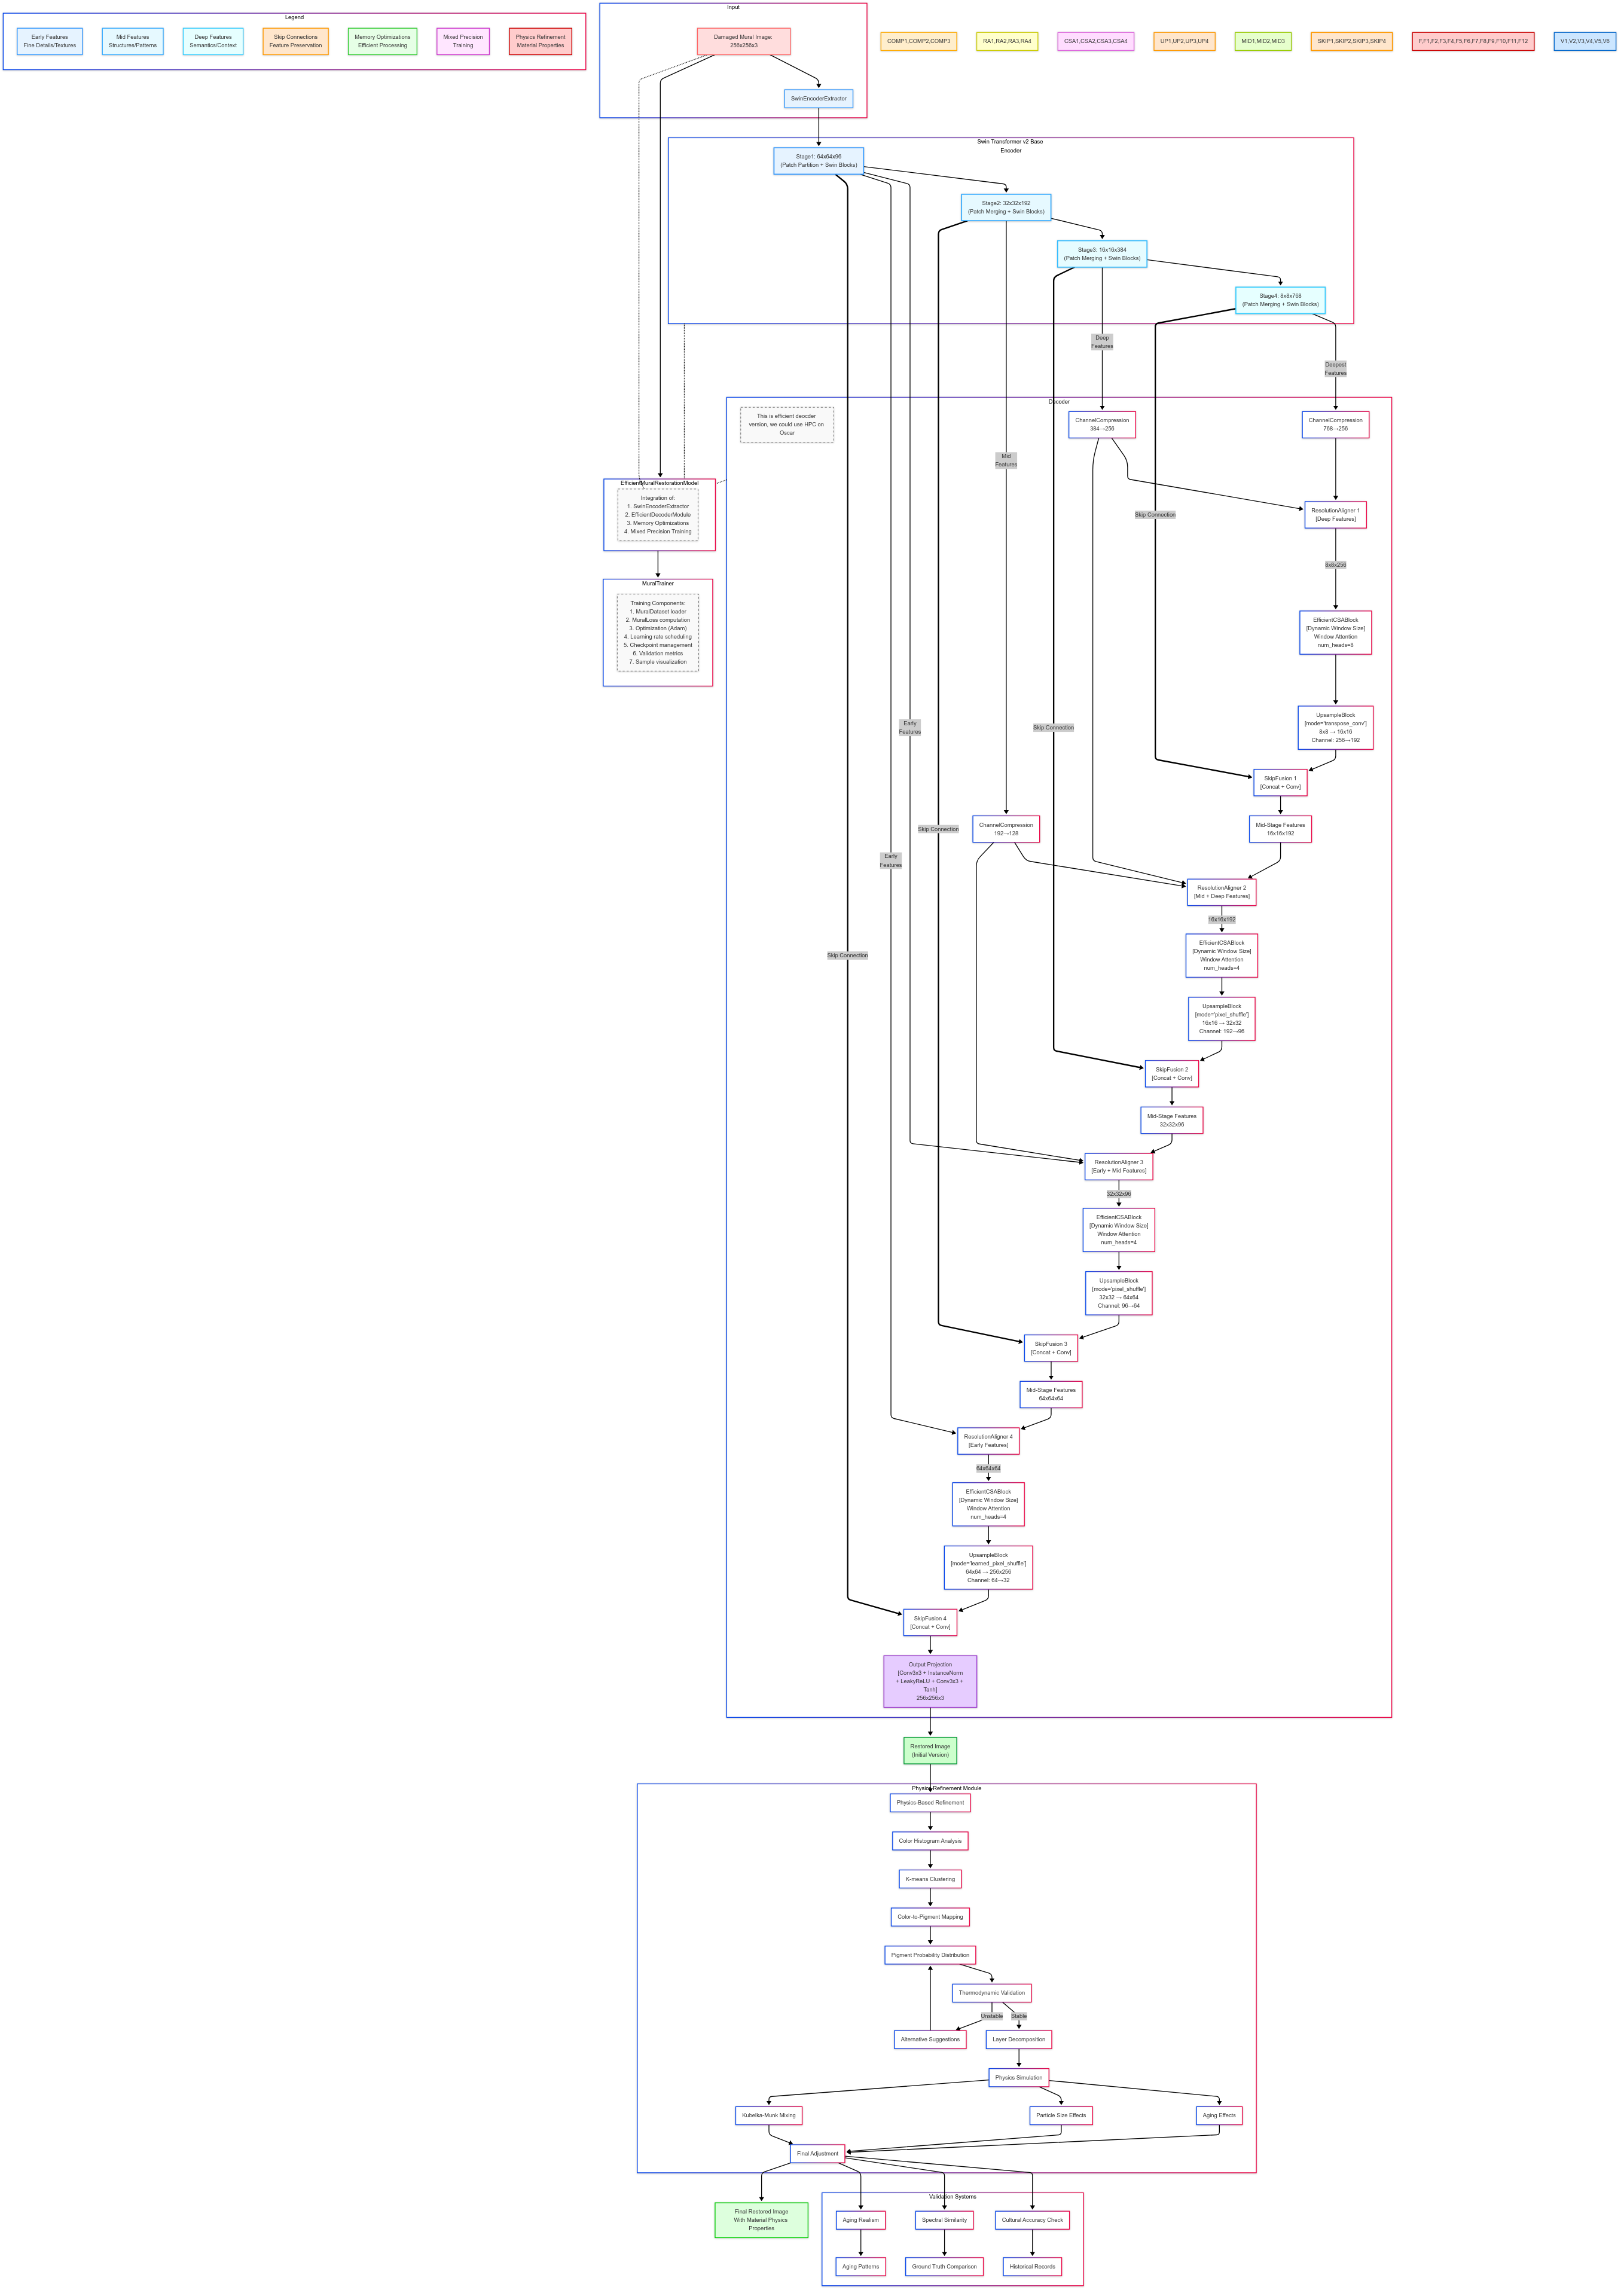 Legend
Early Features
Fine Details/Textures
Mid Features
Structures/Patterns
Deep Features
Semantics/Context
Skip Connections
Feature Preservation
Memory Optimizations
Efficient Processing
Mixed Precision
Training
Physics Refinement
Material Properties
Input
Damaged Mural Image:
256x256x3
SwinEncoderExtractor
COMP1,COMP2,COMP3
RA1,RA2,RA3,RA4
CSA1,CSA2,CSA3,CSA4
UP1,UP2,UP3,UP4
MID1,MID2,MID3
SKIP1,SKIP2,SKIP3,SKIP4
F,F1,F2,F3,F4,F5,F6,F7,F8,F9,F10,F11,F12
V1,V2,V3,V4,V5,V6
Swin Transformer v2 Base
Encoder
Stage1: 64x64x96
(Patch Partition + Swin Blocks)
Stage2: 32x32x192
(Patch Merging + Swin Blocks)
Stage3: 16x16x384
(Patch Merging + Swin Blocks)
Stage4: 8x8x768
(Patch Merging + Swin Blocks)
Deep
Features
Deepest
Features
Decoder
This is efficient deocder
version, we could use HPC on
Oscar
ChannelCompression
384→256
ChannelCompression
768→256
Mid
Features
EfficientMuralRestorationModel
Integration of:
1. SwinEncoderExtractor
2. EfficientDecoderModule
3. Memory Optimizations
4. Mixed Precision Training
Skip Connection
ResolutionAligner 1
[Deep Features]
8x8x256
MuralTrainer
Training Components:
1. MuralDataset loader
2. MuralLoss computation
3. Optimization (Adam)
4. Learning rate scheduling
5. Checkpoint management
6. Validation metrics
7. Sample visualization
EfficientCSABlock
[Dynamic Window Size]
Window Attention
num_heads=8
Early
Features
Skip Connection
UpsampleBlock
[mode='transpose_conv']
8x8 → 16x16
Channel: 256→192
SkipFusion 1
[Concat + Conv]
Skip Connection
ChannelCompression
192→128
Mid-Stage Features
16x16x192
Early
Features
ResolutionAligner 2
[Mid + Deep Features]
16x16x192
Skip Connection
EfficientCSABlock
[Dynamic Window Size]
Window Attention
num_heads=4
UpsampleBlock
[mode='pixel_shuffle']
16x16 → 32x32
Channel: 192→96
SkipFusion 2
[Concat + Conv]
Mid-Stage Features
32x32x96
ResolutionAligner 3
[Early + Mid Features]
32x32x96
EfficientCSABlock
[Dynamic Window Size]
Window Attention
num_heads=4
UpsampleBlock
[mode='pixel_shuffle']
32x32 → 64x64
Channel: 96→64
SkipFusion 3
[Concat + Conv]
Mid-Stage Features
64x64x64
ResolutionAligner 4
[Early Features]
64x64x64
EfficientCSABlock
[Dynamic Window Size]
Window Attention
num_heads=4
UpsampleBlock
[mode='learned_pixel_shuffle']
64x64 → 256x256
Channel: 64→32
SkipFusion 4
[Concat + Conv]
Output Projection
[Conv3x3 + InstanceNorm
+ LeakyReLU + Conv3x3 +
Tanh]
256x256x3
Restored Image
(Initial Version)
Physics Refinement Module
Physics-Based Refinement
Color Histogram Analysis
K-means Clustering
Color-to-Pigment Mapping
Pigment Probability Distribution
Thermodynamic Validation
Unstable
Stable
Alternative Suggestions
Layer Decomposition
Physics Simulation
Kubelka-Munk Mixing
Particle Size Effects
Aging Effects
Final Adjustment
Final Restored Image
With Material Physics
Properties
Validation Systems
Aging Realism
Spectral Similarity
Cultural Accuracy Check
Aging Patterns
Ground Truth Comparison
Historical Records